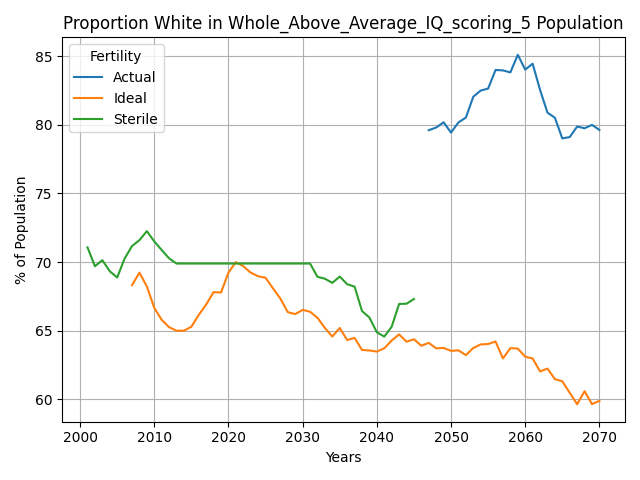 Proportion White in Whole_Above_Average_IQ_scoring_5 Population
Fertility
Actual
Ideal
Sterile
% of Population
85
80
75
70
65
60
2000 2010 2020 2030 2040 2050 2060 2070
Years